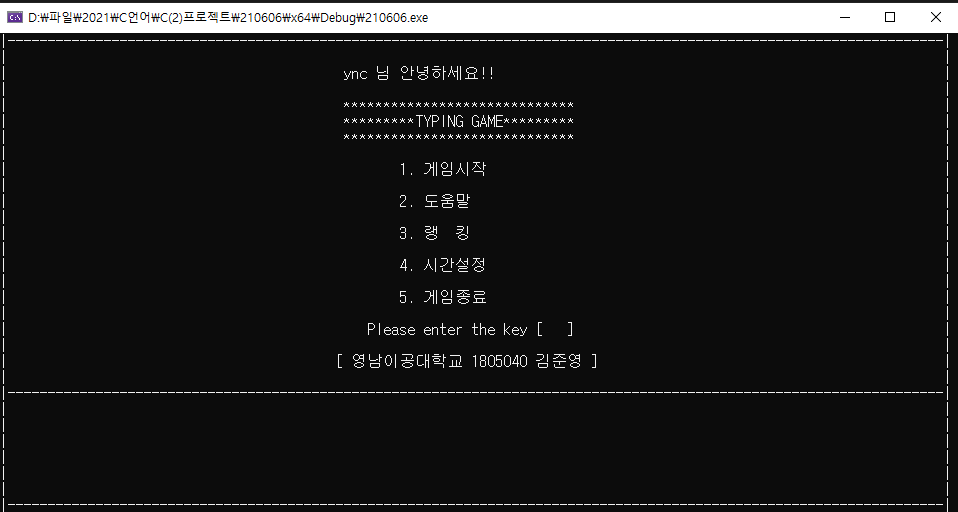 D:₩파일₩2021₩C언어₩C(2)프로젝트₩210606₩x64₩Debug₩210606.exe
ync 님 안녕하세요!!
*****************************
*********TYPING GAME*********
*****************************
1. 게임시작
2. 도움말
3. 랭  킹
4. 시간설정
5. 게임종료
Please enter the key [   ]
[ 영남이공대학교 1805040 김준영 ]